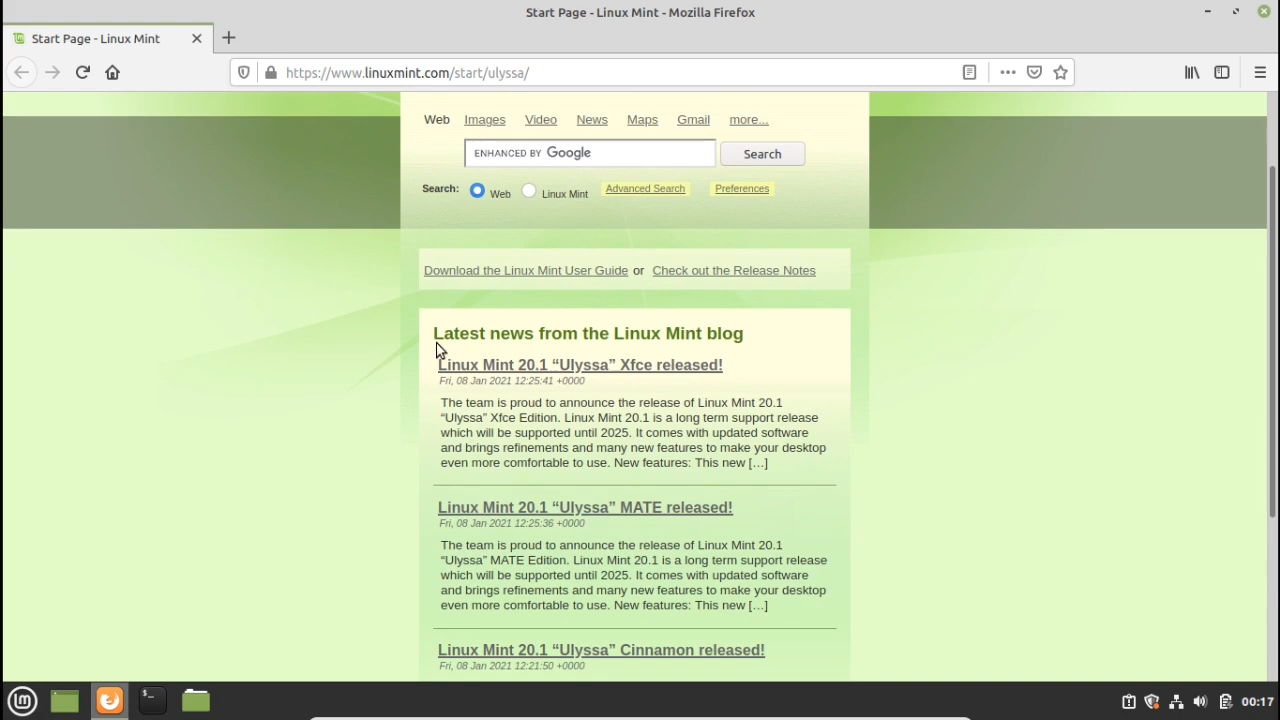 Start Page - Linux Mint - Mozilla Firefox
Start Page - Linux Mint
https://www.linuxmint.com/start/ulyssa/
Web Images Video News Maps Gmail more...
ENHANCED BY Google Search
Search: Web Linux Mint Advanced Search Preferences
Download the Linux Mint User Guide or Check out the Release Notes
Latest news from the Linux Mint blog
Linux Mint 20.1 “Ulyssa” Xfce released!
Fri, 08 Jan 2021 12:25:41 +0000
The team is proud to announce the release of Linux Mint 20.1
“Ulyssa” Xfce Edition. Linux Mint 20.1 is a long term support release
which will be supported until 2025. It comes with updated software
and brings refinements and many new features to make your desktop
even more comfortable to use. New features: This new […]
Linux Mint 20.1 “Ulyssa” MATE released!
Fri, 08 Jan 2021 12:25:36 +0000
The team is proud to announce the release of Linux Mint 20.1
“Ulyssa” MATE Edition. Linux Mint 20.1 is a long term support release
which will be supported until 2025. It comes with updated software
and brings refinements and many new features to make your desktop
even more comfortable to use. New features: This new […]
Linux Mint 20.1 “Ulyssa” Cinnamon released!
Fri, 08 Jan 2021 12:21:50 +0000
00:17